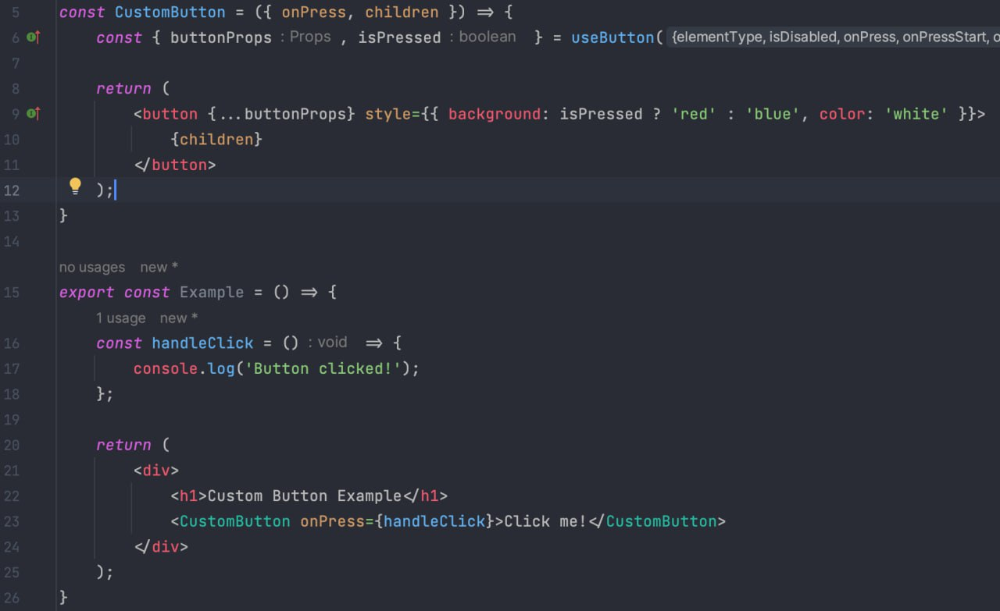 5 const CustomButton = ({ onPress, children }) => {
6 const { buttonProps : Props , isPressed : boolean } = useButton( {elementType, isDisabled, onPress, onPressStart, o
7
8 return (
9 <button {...buttonProps} style={{ background: isPressed ? 'red' : 'blue', color: 'white' }}>
10 {children}
11 </button>
12 );
13 }
14
no usages new *
15 export const Example = () => {
1 usage new *
16 const handleClick = () : void => {
17 console.log('Button clicked!');
18 };
19
20 return (
21 <div>
22 <h1>Custom Button Example</h1>
23 <CustomButton onPress={handleClick}>Click me!</CustomButton>
24 </div>
25 );
26 }